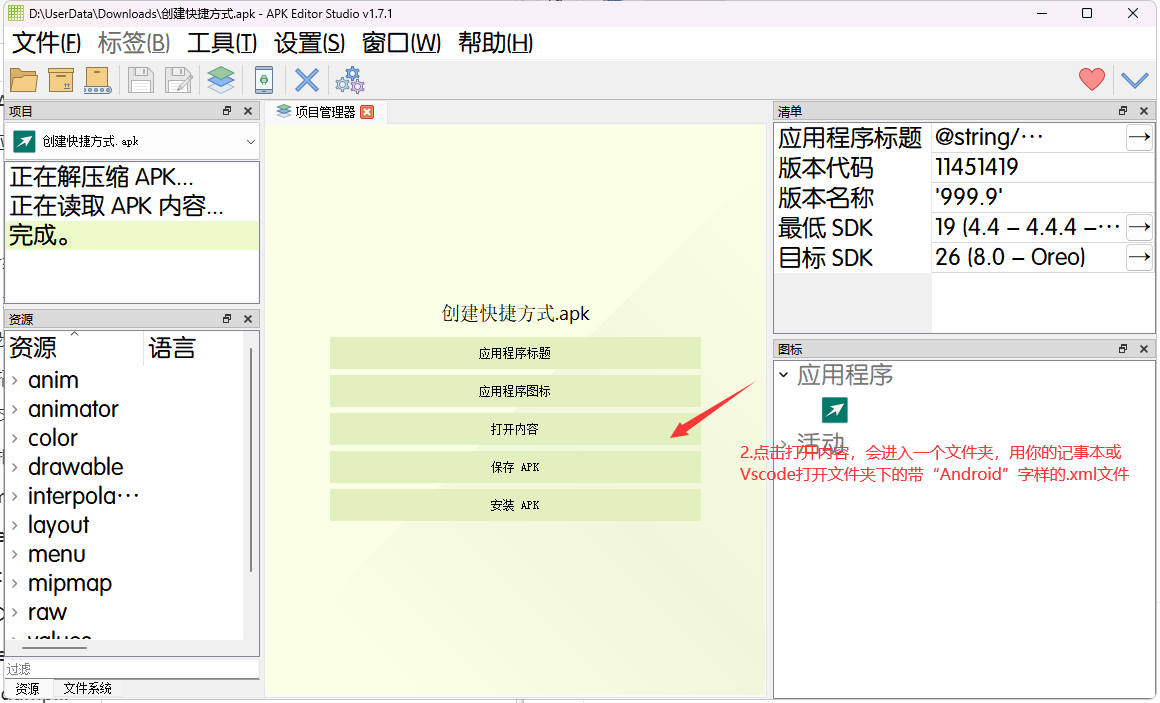 D:\UserData\Downloads\创建快捷方式.apk - APK Editor Studio v1.7.1
文件(F) 标签(B) 工具(T) 设置(S) 窗口(W) 帮助(H)
项目
创建快捷方式.apk
正在解压缩 APK...
正在读取 APK 内容...
完成。
资源
资源 语言
anim
animator
color
drawable
interpola···
layout
menu
mipmap
raw
values
过滤
资源 文件系统
项目管理器
创建快捷方式.apk
应用程序标题
应用程序图标
打开内容
保存 APK
安装 APK
清单
应用程序标题 @string/···
版本代码 11451419
版本名称 '999.9'
最低 SDK 19 (4.4 – 4.4.4 –···
目标 SDK 26 (8.0 – Oreo)
图标
应用程序
活动
2.点击打开内容，会进入一个文件夹，用你的记事本或
Vscode打开文件夹下的带“Android”字样的.xml文件